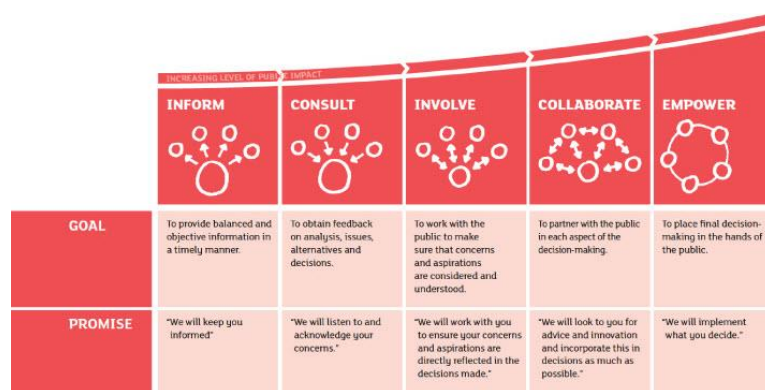 INCREASING LEVEL OF PUBLIC IMPACT
INFORM
CONSULT
INVOLVE
COLLABORATE
EMPOWER
GOAL
To provide balanced and
objective information in
a timely manner.
To obtain feedback
on analysis, issues,
alternatives and
decisions.
To work with the
public to make
sure that concerns
and aspirations
are considered and
understood.
To partner with the public
in each aspect of the
decision-making.
To place final decision-
making in the hands of
the public.
PROMISE
"We will keep you
informed"
"We will listen to and
acknowledge your
concerns."
"We will work with you
to ensure your concerns
and aspirations are
directly reflected in the
decisions made."
"We will look to you for
advice and innovation
and incorporate this in
decisions as much as
possible."
"We will implement
what you decide."